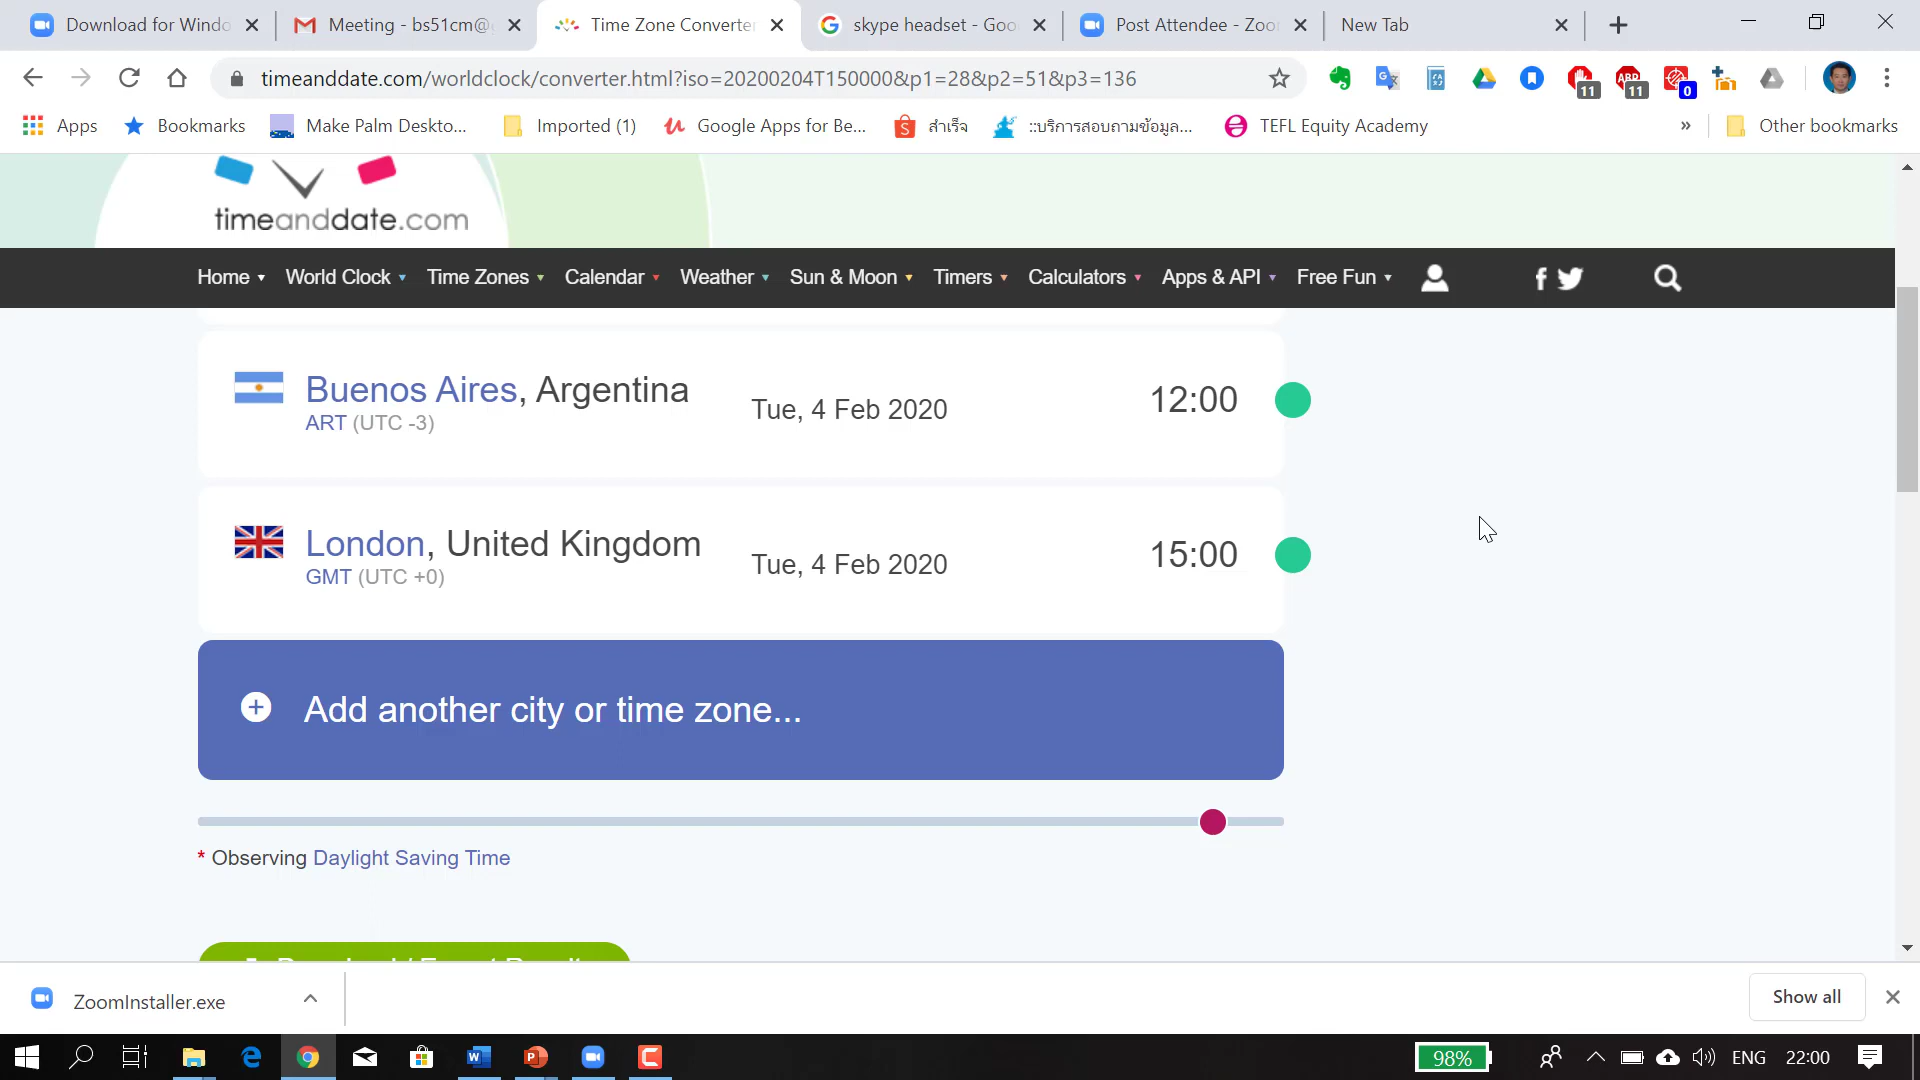 Download for Windo
Meeting - bs51cm@g
Time Zone Converter
skype headset - Goo
Post Attendee - Zoo
New Tab
timeanddate.com/worldclock/converter.html?iso=20200204T150000&p1=28&p2=51&p3=136
11
11
0
Apps
Bookmarks
Make Palm Deskto...
Imported (1)
Google Apps for Be...
สำเร็จ
::บริการสอบถามข้อมูล...
TEFL Equity Academy
»
Other bookmarks
timeanddate.com
Home
World Clock
Time Zones
Calendar
Weather
Sun & Moon
Timers
Calculators
Apps & API
Free Fun
Buenos Aires, Argentina
ART (UTC -3)
Tue, 4 Feb 2020
12:00
London, United Kingdom
GMT (UTC +0)
Tue, 4 Feb 2020
15:00
Add another city or time zone...
* Observing Daylight Saving Time
ZoomInstaller.exe
Show all
98%
ENG
22:00